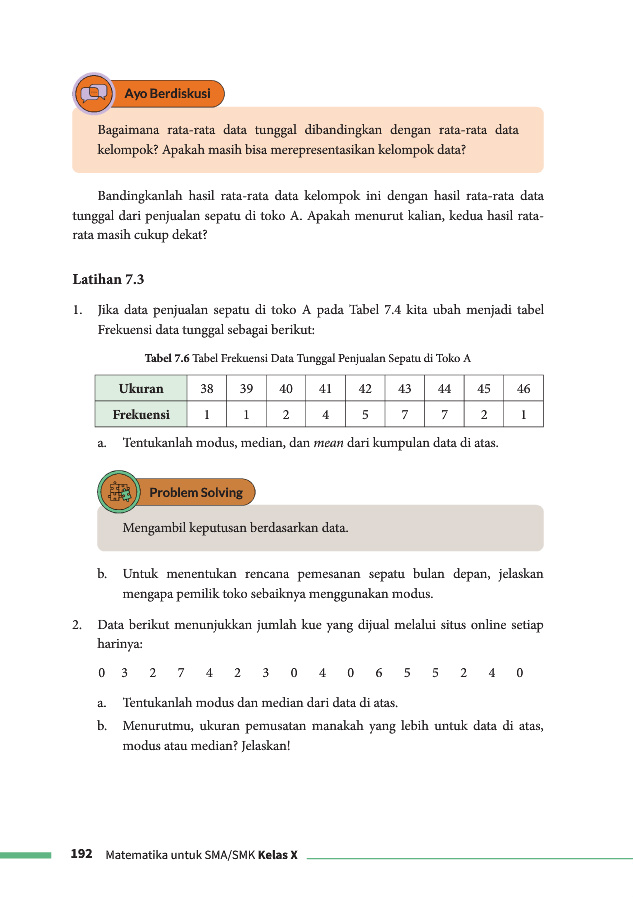 Ayo Berdiskusi
Bagaimana rata-rata data tunggal dibandingkan dengan rata-rata data
kelompok? Apakah masih bisa merepresentasikan kelompok data?
Bandingkanlah hasil rata-rata data kelompok ini dengan hasil rata-rata data
tunggal dari penjualan sepatu di toko A. Apakah menurut kalian, kedua hasil rata-
rata masih cukup dekat?
Latihan 7.3
1. Jika data penjualan sepatu di toko A pada Tabel 7.4 kita ubah menjadi tabel
Frekuensi data tunggal sebagai berikut:
Tabel 7.6 Tabel Frekuensi Data Tunggal Penjualan Sepatu di Toko A
Ukuran 38 39 40 41 42 43 44 45 46
Frekuensi 1 1 2 4 5 7 7 2 1
a. Tentukanlah modus, median, dan mean dari kumpulan data di atas.
Problem Solving
Mengambil keputusan berdasarkan data.
b. Untuk menentukan rencana pemesanan sepatu bulan depan, jelaskan
mengapa pemilik toko sebaiknya menggunakan modus.
2. Data berikut menunjukkan jumlah kue yang dijual melalui situs online setiap
harinya:
0 3 2 7 4 2 3 0 4 0 6 5 5 2 4 0
a. Tentukanlah modus dan median dari data di atas.
b. Menurutmu, ukuran pemusatan manakah yang lebih untuk data di atas,
modus atau median? Jelaskan!
192 Matematika untuk SMA/SMK Kelas X